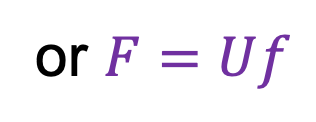 or F = Uf